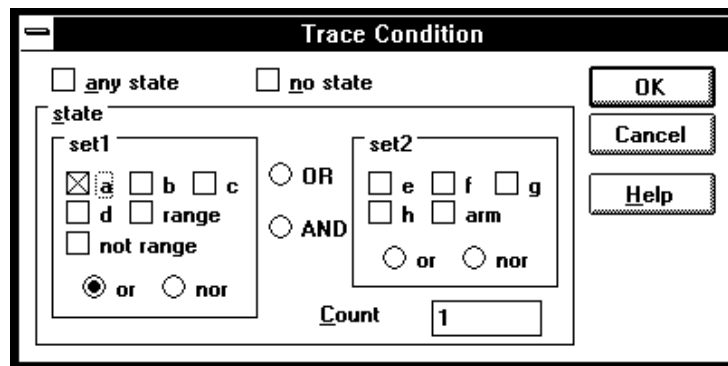 Trace Condition
any state no state
OK
state
Cancel
set1
set2
a b c
OR
e f g
Help
d range
h arm
AND
not range
or nor
or nor
Count 1